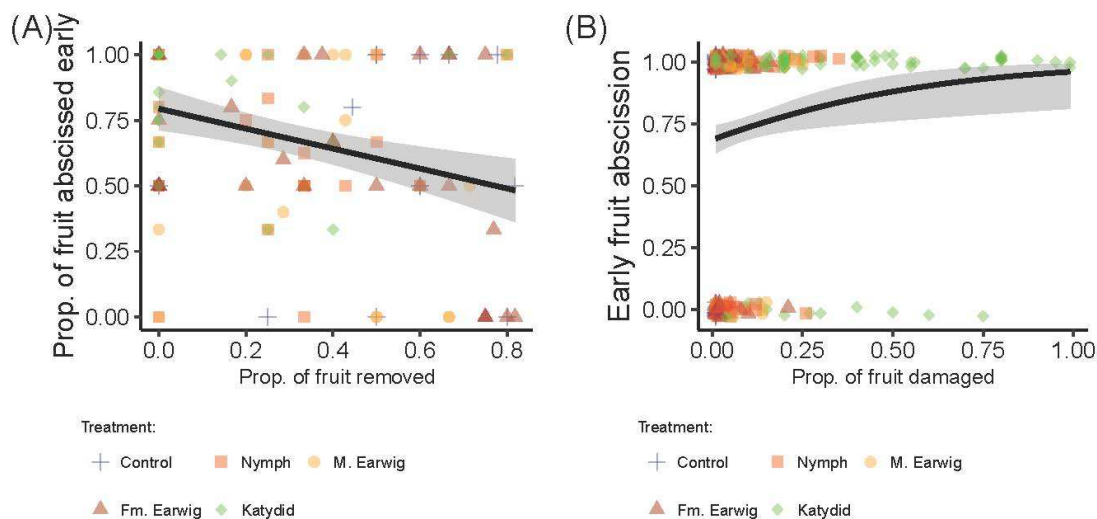 (A)
Prop. of fruit abscissed early
1.00
0.75
0.50
0.25
0.00
0.0 0.2 0.4 0.6 0.8
Prop. of fruit removed
Treatment:
Control Nymph M. Earwig
Fm. Earwig Katydid
(B)
Early fruit abscission
1.00
0.75
0.50
0.25
0.00
0.00 0.25 0.50 0.75 1.00
Prop. of fruit damaged
Treatment:
Control Nymph M. Earwig
Fm. Earwig Katydid